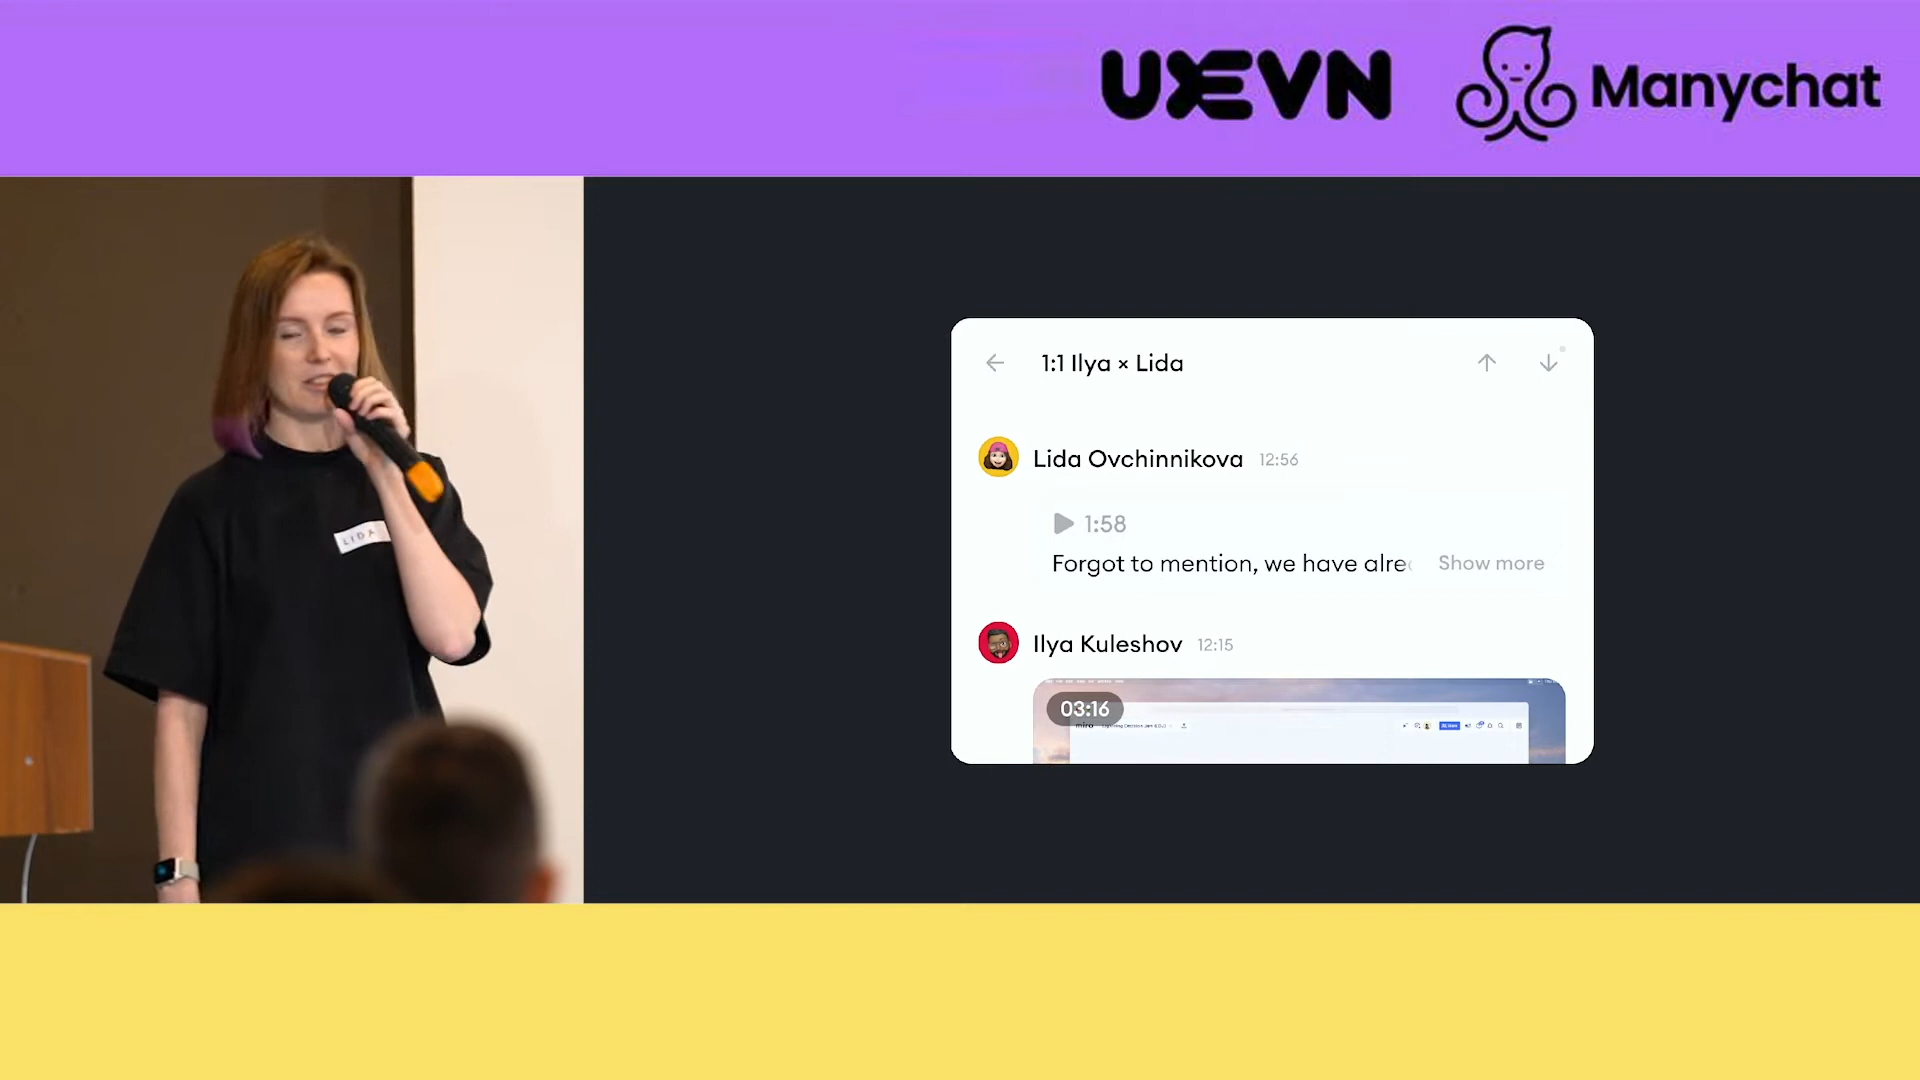 UXEVN
Manychat
1:1 Ilya × Lida
Lida Ovchinnikova 12:56
1:58
Forgot to mention, we have alre
Show more
Ilya Kuleshov 12:15
03:16
miro
LIDA